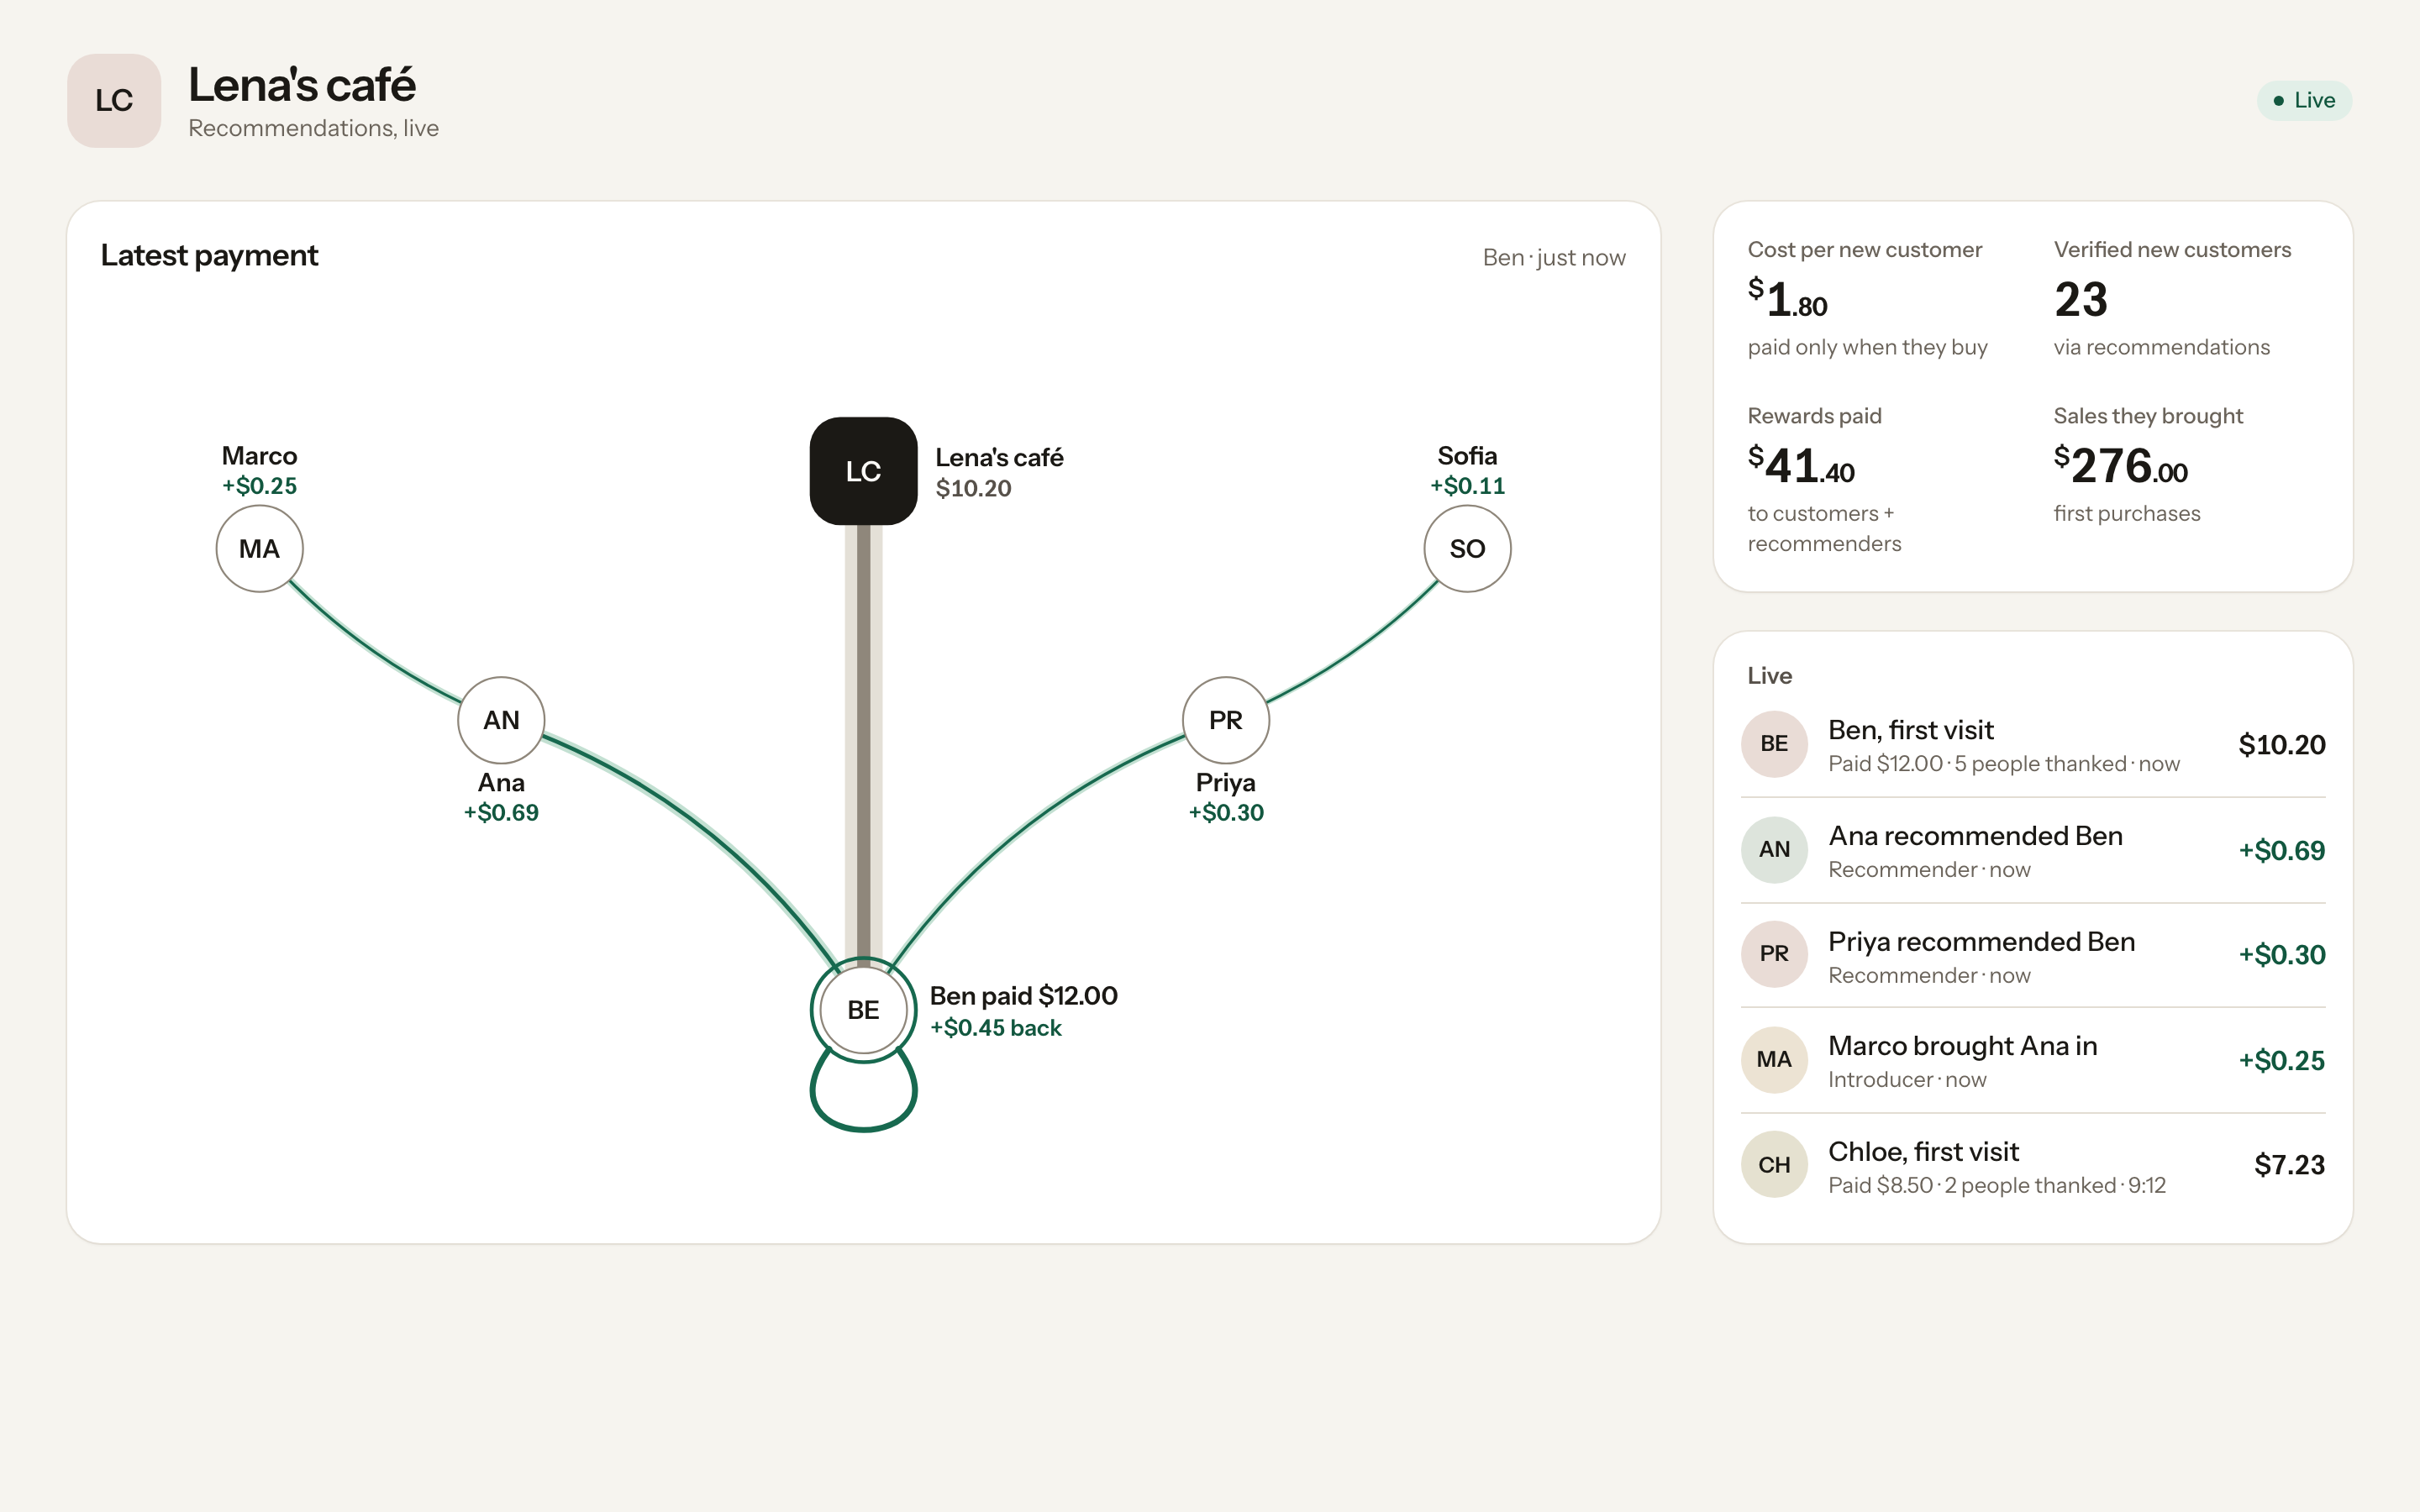 LC
Lena's café
Recommendations, live
Live
Latest payment
Ben · just now
Marco
+$0.25
MA
LC
Lena's café
$10.20
Sofia
+$0.11
SO
AN
Ana
+$0.69
PR
Priya
+$0.30
BE
Ben paid $12.00
+$0.45 back
Cost per new customer
$1.80
paid only when they buy
Verified new customers
23
via recommendations
Rewards paid
$41.40
to customers +
recommenders
Sales they brought
$276.00
first purchases
Live
BE
Ben, first visit
Paid $12.00 · 5 people thanked · now
$10.20
AN
Ana recommended Ben
Recommender · now
+$0.69
PR
Priya recommended Ben
Recommender · now
+$0.30
MA
Marco brought Ana in
Introducer · now
+$0.25
CH
Chloe, first visit
Paid $8.50 · 2 people thanked · 9:12
$7.23